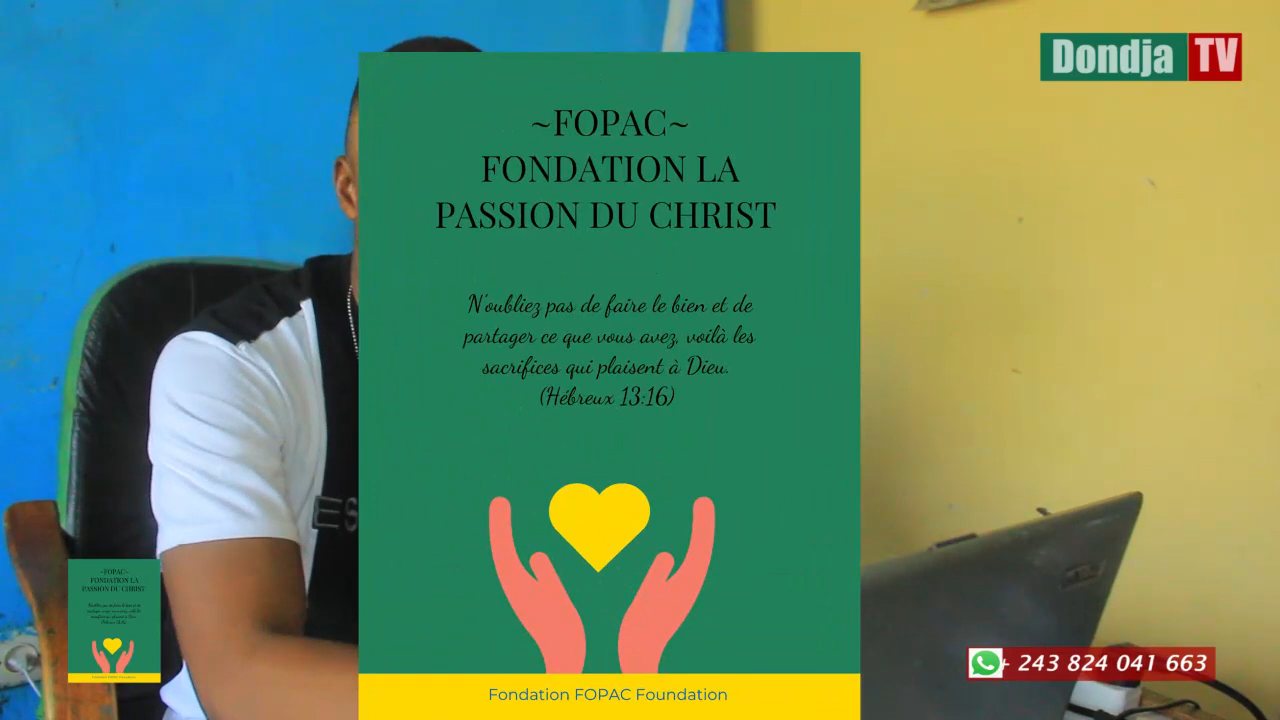 Dondja TV
~FOPAC~
FONDATION LA
PASSION DU CHRIST
N'oubliez pas de faire le bien et de
partager ce que vous avez, voilà les
sacrifices qui plaisent à Dieu.
(Hébreux 13:16)
Fondation FOPAC Foundation
ES
~FOPAC~
FONDATION LA
PASSION DU CHRIST
+ 243 824 041 663